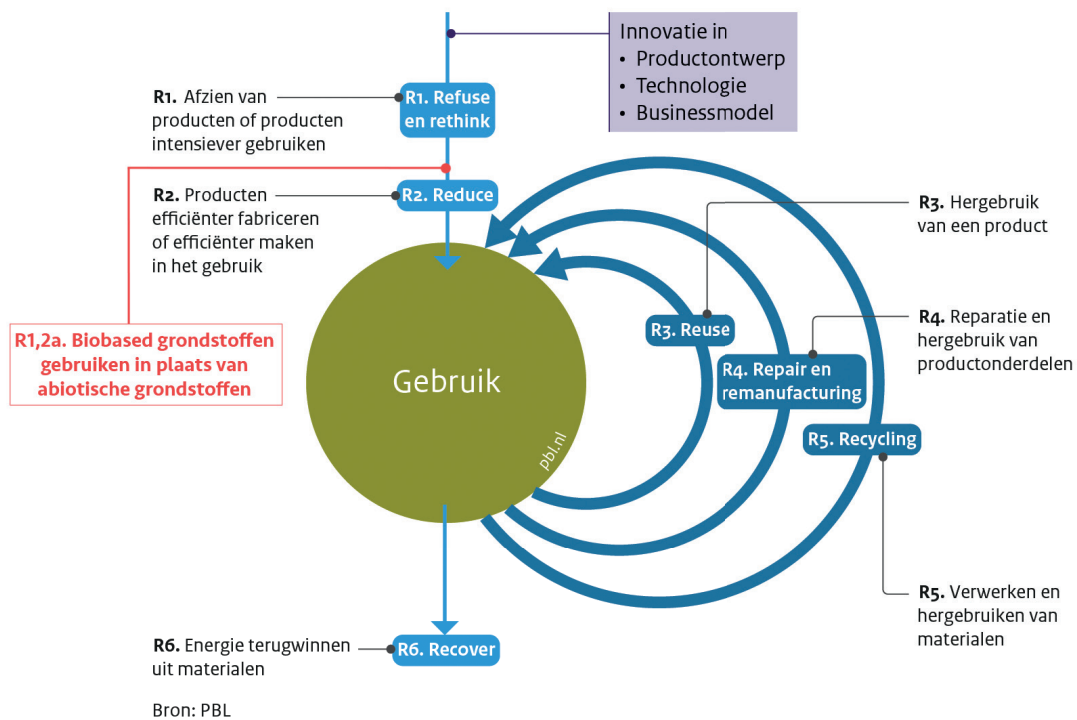 Innovatie in
• Productontwerp
• Technologie
• Businessmodel
R1. Afzien van
producten of producten
intensiever gebruiken
R1. Refuse
en rethink
R2. Producten
efficiënter fabriceren
of efficiënter maken
in het gebruik
R2. Reduce
R3. Hergebruik
van een product
R1,2a. Biobased grondstoffen
gebruiken in plaats van
abiotische grondstoffen
R3. Reuse
R4. Reparatie en
hergebruik van
productonderdelen
Gebruik
R4. Repair en
remanufacturing
R5. Recycling
pbl.nl
R5. Verwerken en
hergebruiken van
materialen
R6. Energie terugwinnen
uit materialen
R6. Recover
Bron: PBL